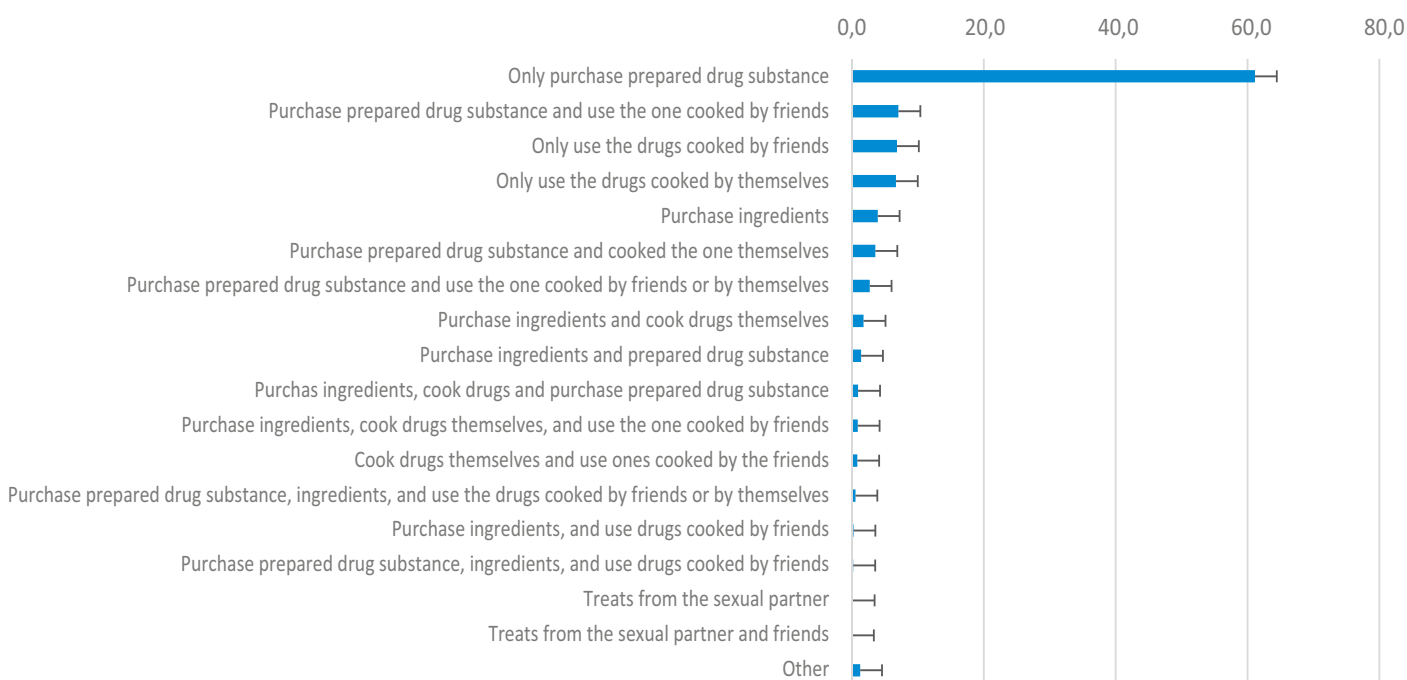 0,0 20,0 40,0 60,0 80,0
Only purchase prepared drug substance
Purchase prepared drug substance and use the one cooked by friends
Only use the drugs cooked by friends
Only use the drugs cooked by themselves
Purchase ingredients
Purchase prepared drug substance and cooked the one themselves
Purchase prepared drug substance and use the one cooked by friends or by themselves
Purchase ingredients and cook drugs themselves
Purchase ingredients and prepared drug substance
Purchas ingredients, cook drugs and purchase prepared drug substance
Purchase ingredients, cook drugs themselves, and use the one cooked by friends
Cook drugs themselves and use ones cooked by the friends
Purchase prepared drug substance, ingredients, and use the drugs cooked by friends or by themselves
Purchase ingredients, and use drugs cooked by friends
Purchase prepared drug substance, ingredients, and use drugs cooked by friends
Treats from the sexual partner
Treats from the sexual partner and friends
Other